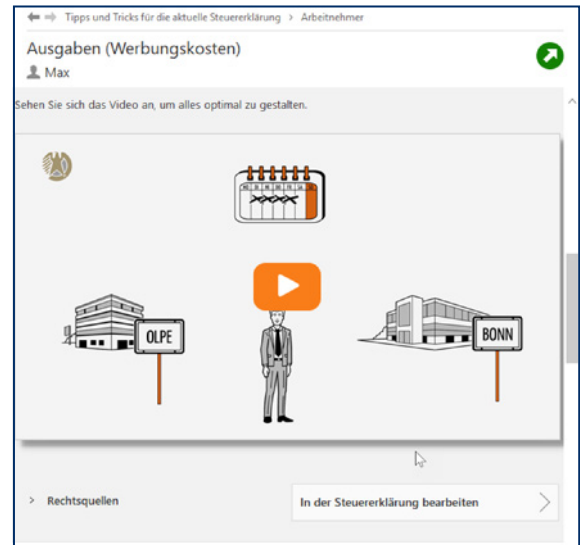 Tipps und Tricks für die aktuelle Steuererklärung > Arbeitnehmer
Ausgaben (Werbungskosten)
Max
Sehen Sie sich das Video an, um alles optimal zu gestalten.
OLPE
BONN
> Rechtsquellen
In der Steuererklärung bearbeiten >